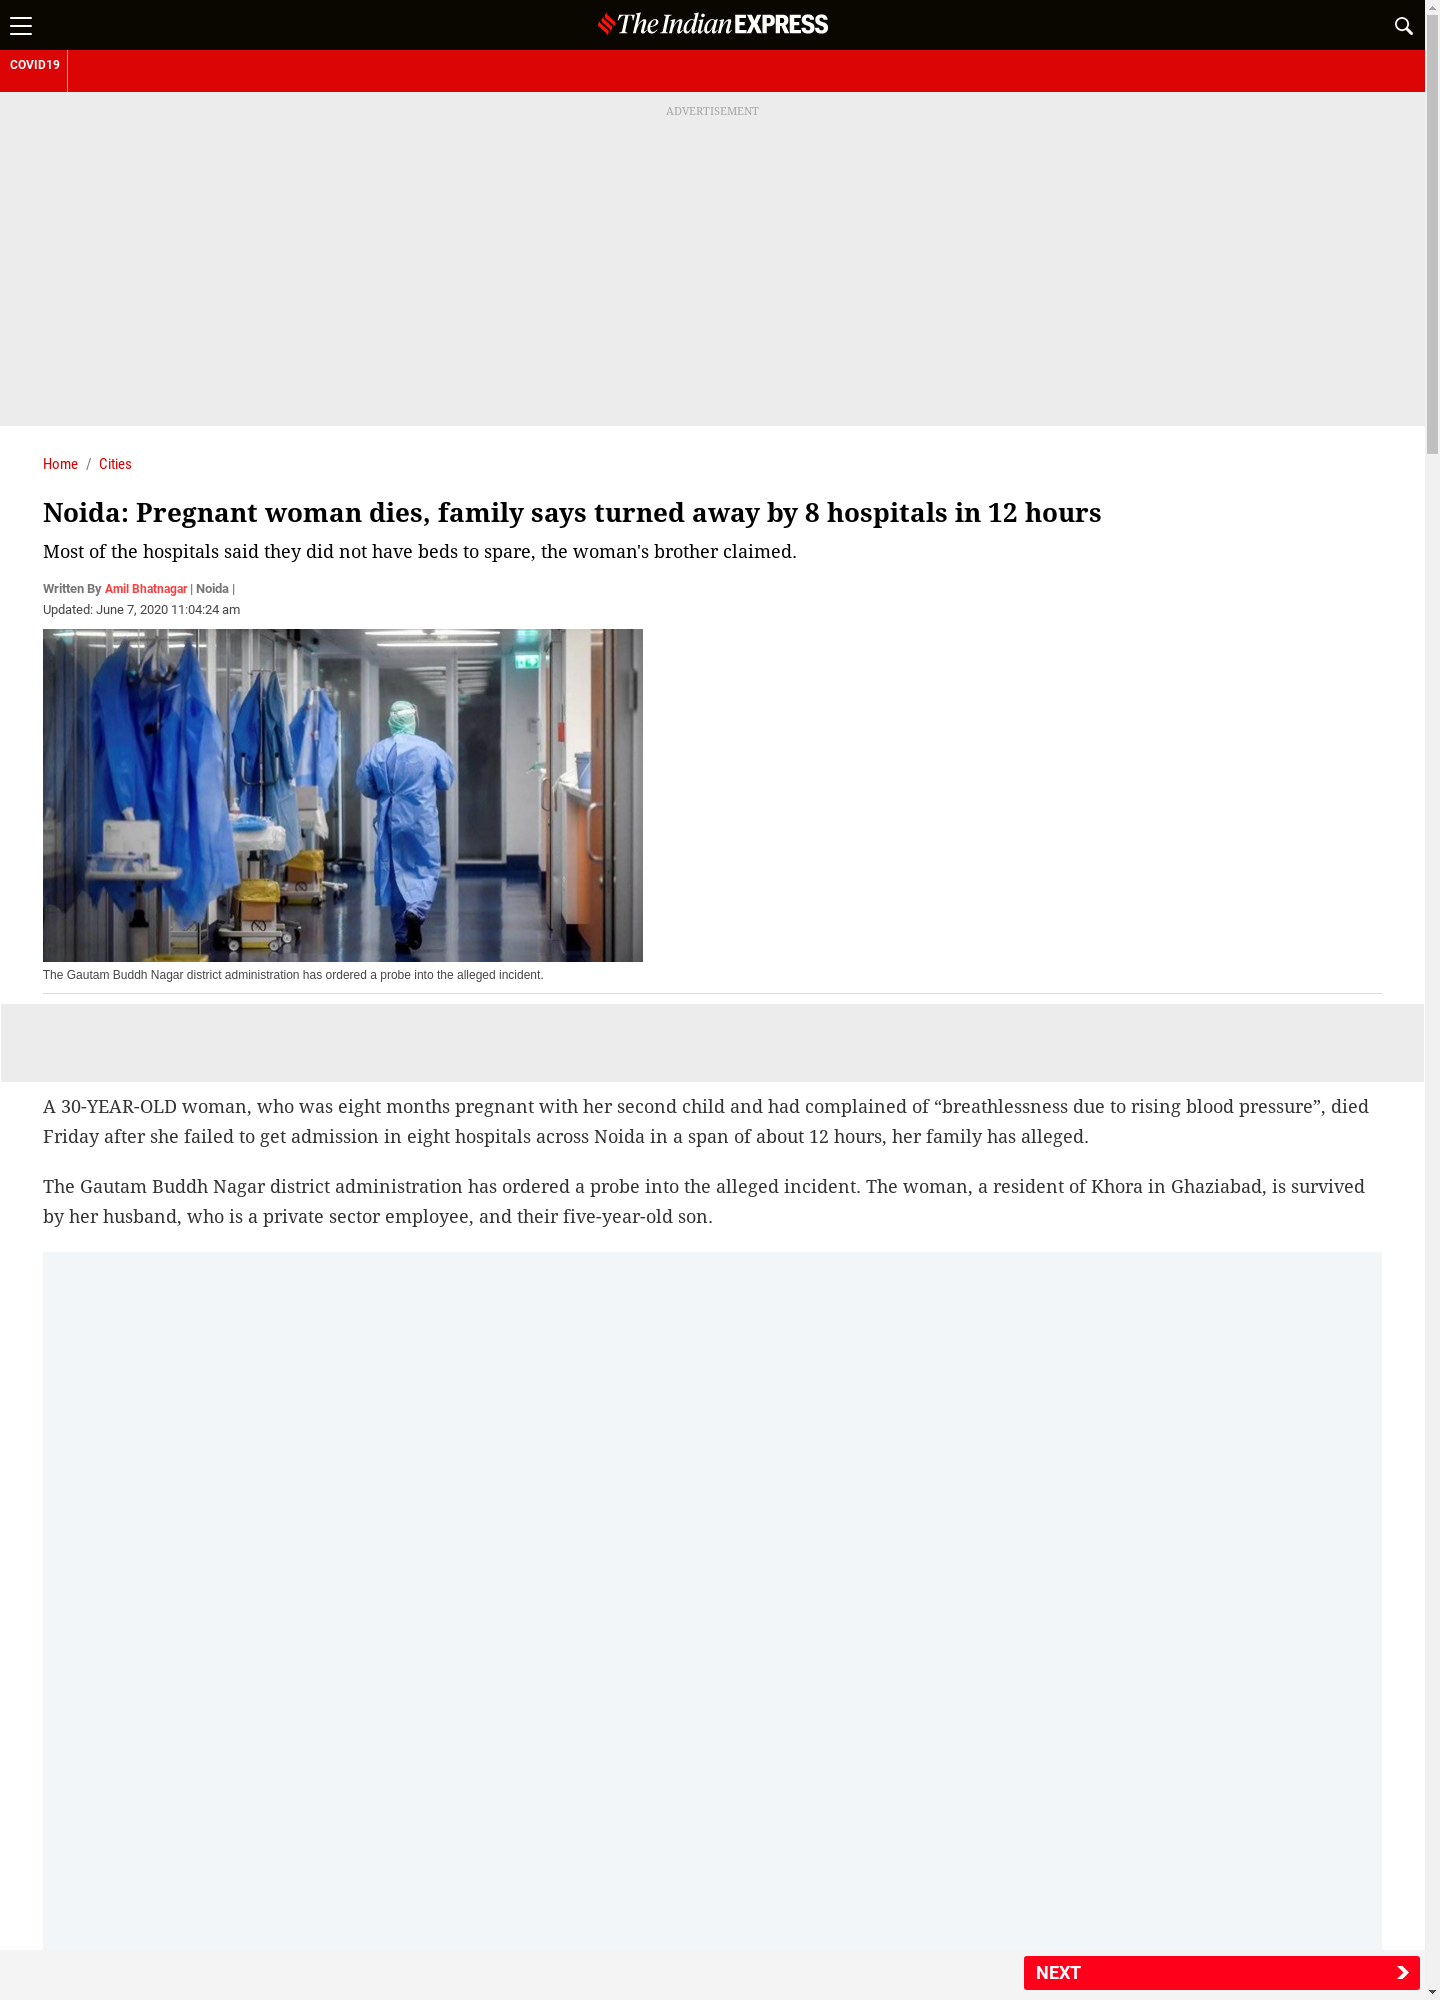 The Indian EXPRESS
COVID19
ADVERTISEMENT
Home / Cities
Noida: Pregnant woman dies, family says turned away by 8 hospitals in 12 hours
Most of the hospitals said they did not have beds to spare, the woman's brother claimed.
Written By Amil Bhatnagar | Noida |
Updated: June 7, 2020 11:04:24 am
The Gautam Buddh Nagar district administration has ordered a probe into the alleged incident.
A 30-YEAR-OLD woman, who was eight months pregnant with her second child and had complained of “breathlessness due to rising blood pressure”, died
Friday after she failed to get admission in eight hospitals across Noida in a span of about 12 hours, her family has alleged.
The Gautam Buddh Nagar district administration has ordered a probe into the alleged incident. The woman, a resident of Khora in Ghaziabad, is survived
by her husband, who is a private sector employee, and their five-year-old son.
NEXT